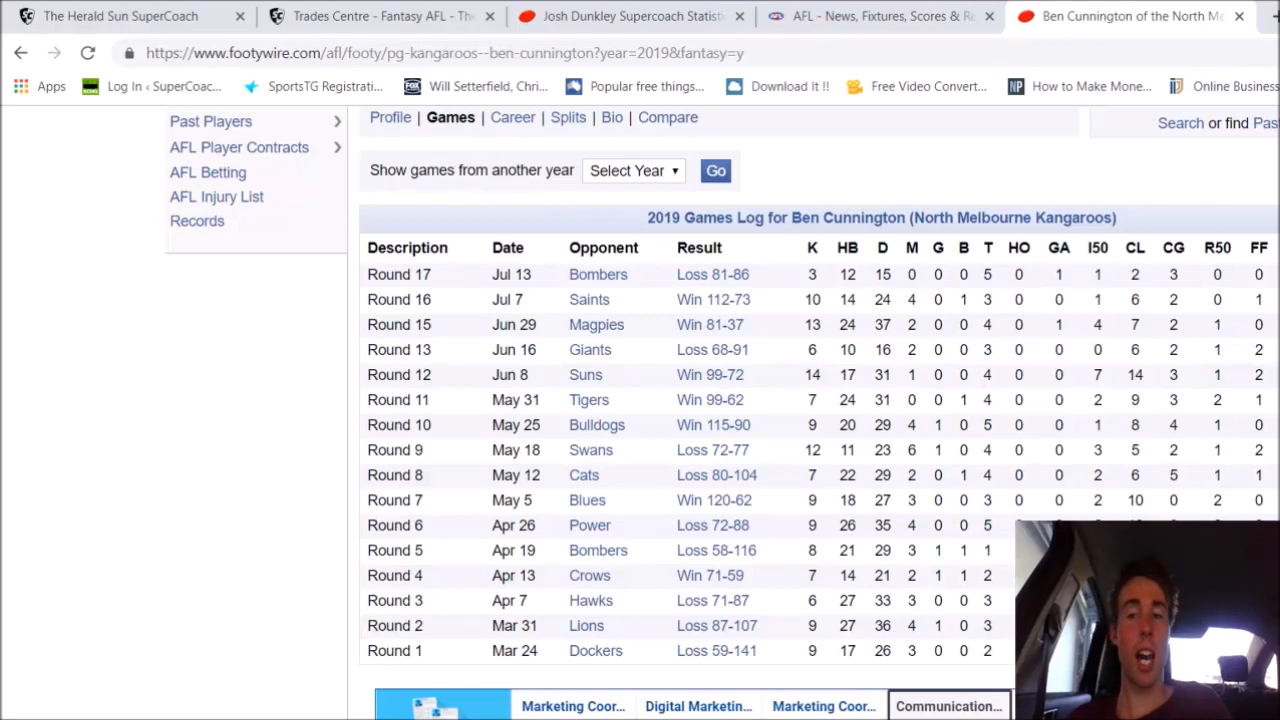 The Herald Sun SuperCoach × Trades Centre - Fantasy AFL - The × Josh Dunkley Supercoach Statisti × AFL - News, Fixtures, Scores & Re × Ben Cunnington of the North Me ×
https://www.footywire.com/afl/footy/pg-kangaroos--ben-cunnington?year=2019&fantasy=y
Apps Log In ‹ SuperCoac... SportsTG Registrati... Will Setterfield, Chri... Popular free things... Download It !! Free Video Convert... How to Make Mone... Online Business
Past Players
AFL Player Contracts
AFL Betting
AFL Injury List
Records
Profile | Games | Career | Splits | Bio | Compare
Search or find Past
Show games from another year Select Year Go
2019 Games Log for Ben Cunnington (North Melbourne Kangaroos)
Description Date Opponent Result K HB D M G B T HO GA I50 CL CG R50 FF
Round 17 Jul 13 Bombers Loss 81-86 3 12 15 0 0 0 5 0 1 1 2 3 0 0
Round 16 Jul 7 Saints Win 112-73 10 14 24 4 0 1 3 0 0 1 6 2 0 1
Round 15 Jun 29 Magpies Win 81-37 13 24 37 2 0 0 4 0 1 4 7 2 1 0
Round 13 Jun 16 Giants Loss 68-91 6 10 16 2 0 0 3 0 0 0 6 2 1 2
Round 12 Jun 8 Suns Win 99-72 14 17 31 1 0 0 4 0 0 7 14 3 1 2
Round 11 May 31 Tigers Win 99-62 7 24 31 0 0 1 4 0 0 2 9 3 2 1
Round 10 May 25 Bulldogs Win 115-90 9 20 29 4 1 0 5 0 0 1 8 4 1 0
Round 9 May 18 Swans Loss 72-77 12 11 23 6 1 0 4 0 0 3 5 2 1 2
Round 8 May 12 Cats Loss 80-104 7 22 29 2 0 1 4 0 0 2 6 5 1 1
Round 7 May 5 Blues Win 120-62 9 18 27 3 0 0 3 0 0 2 10 0 2 0
Round 6 Apr 26 Power Loss 72-88 9 26 35 4 0 0 5
Round 5 Apr 19 Bombers Loss 58-116 8 21 29 3 1 1 1
Round 4 Apr 13 Crows Win 71-59 7 14 21 2 1 1 2
Round 3 Apr 7 Hawks Loss 71-87 6 27 33 3 0 0 3
Round 2 Mar 31 Lions Loss 87-107 9 27 36 4 1 0 3
Round 1 Mar 24 Dockers Loss 59-141 9 17 26 3 0 0 2
Marketing Coor... Digital Marketin... Marketing Coor... Communication...